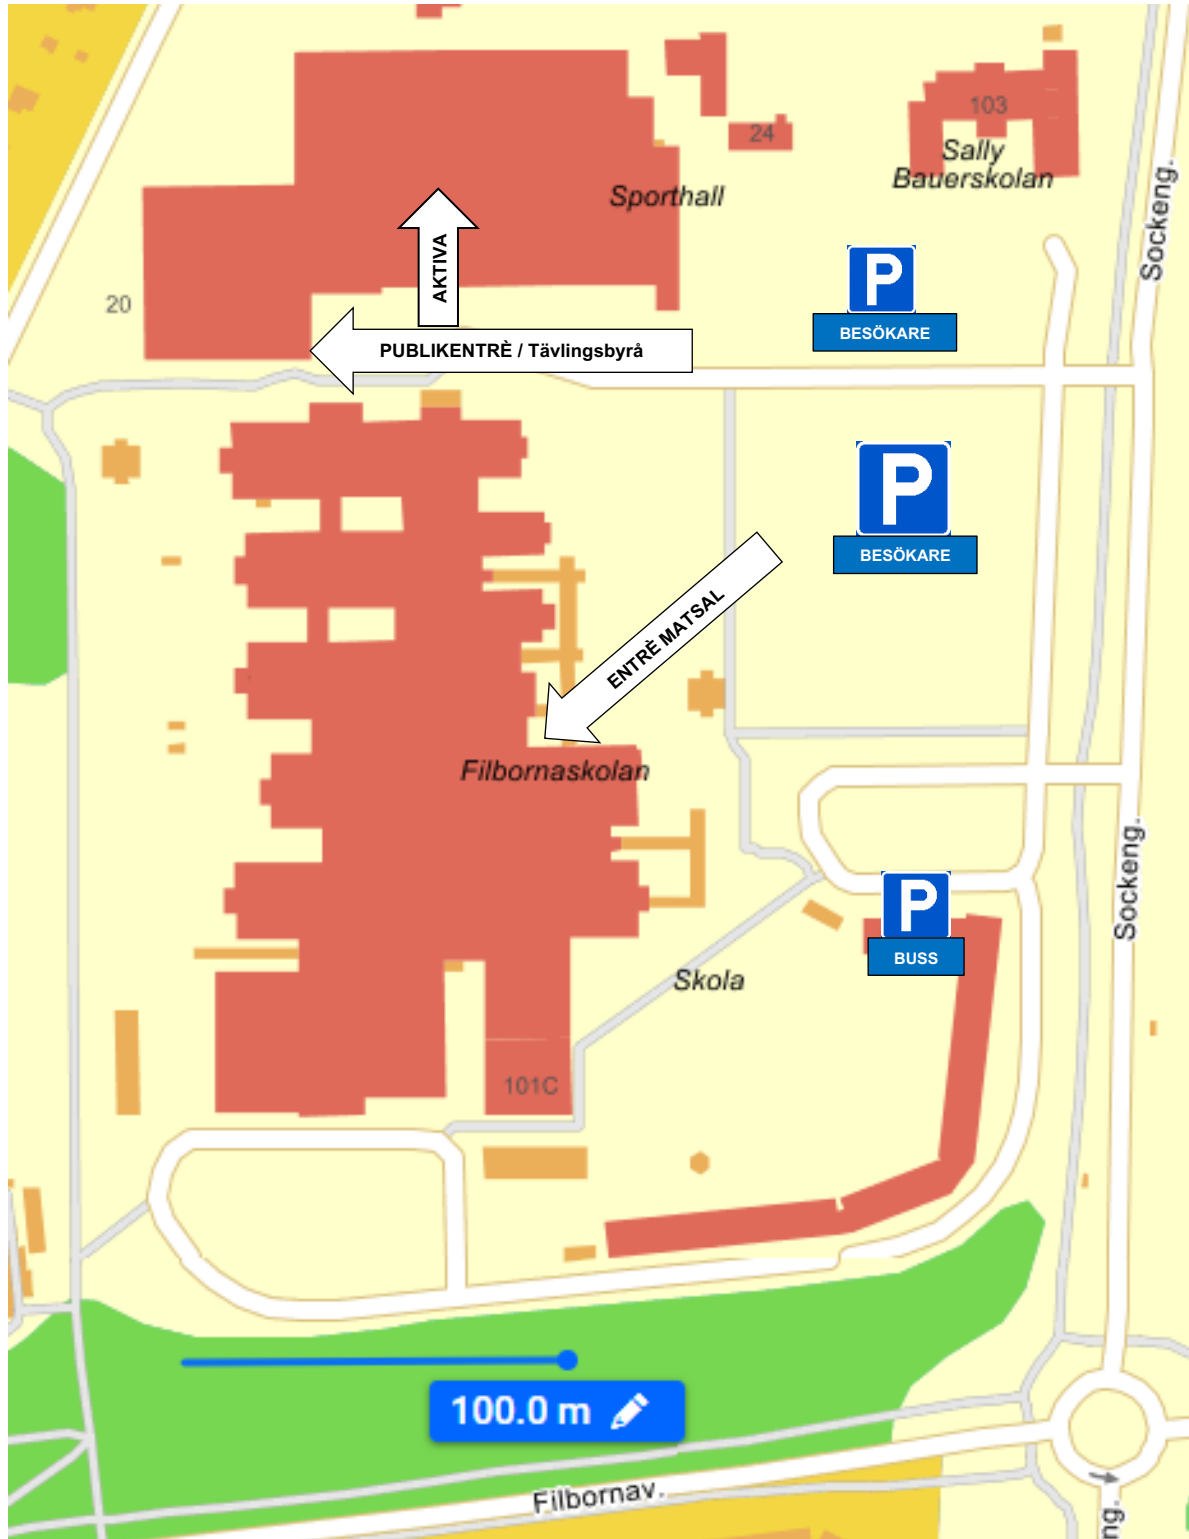 103
24
Sally
Bauerskolan
Sporthall
Sockeng.
AKTIVA
20
P
BESÖKARE
PUBLIKENTRÈ / Tävlingsbyrå
P
BESÖKARE
ENTRÈ MATSAL
Filbornaskolan
Sockeng.
P
BUSS
Skola
101C
100.0 m
Filbornav.
ng.